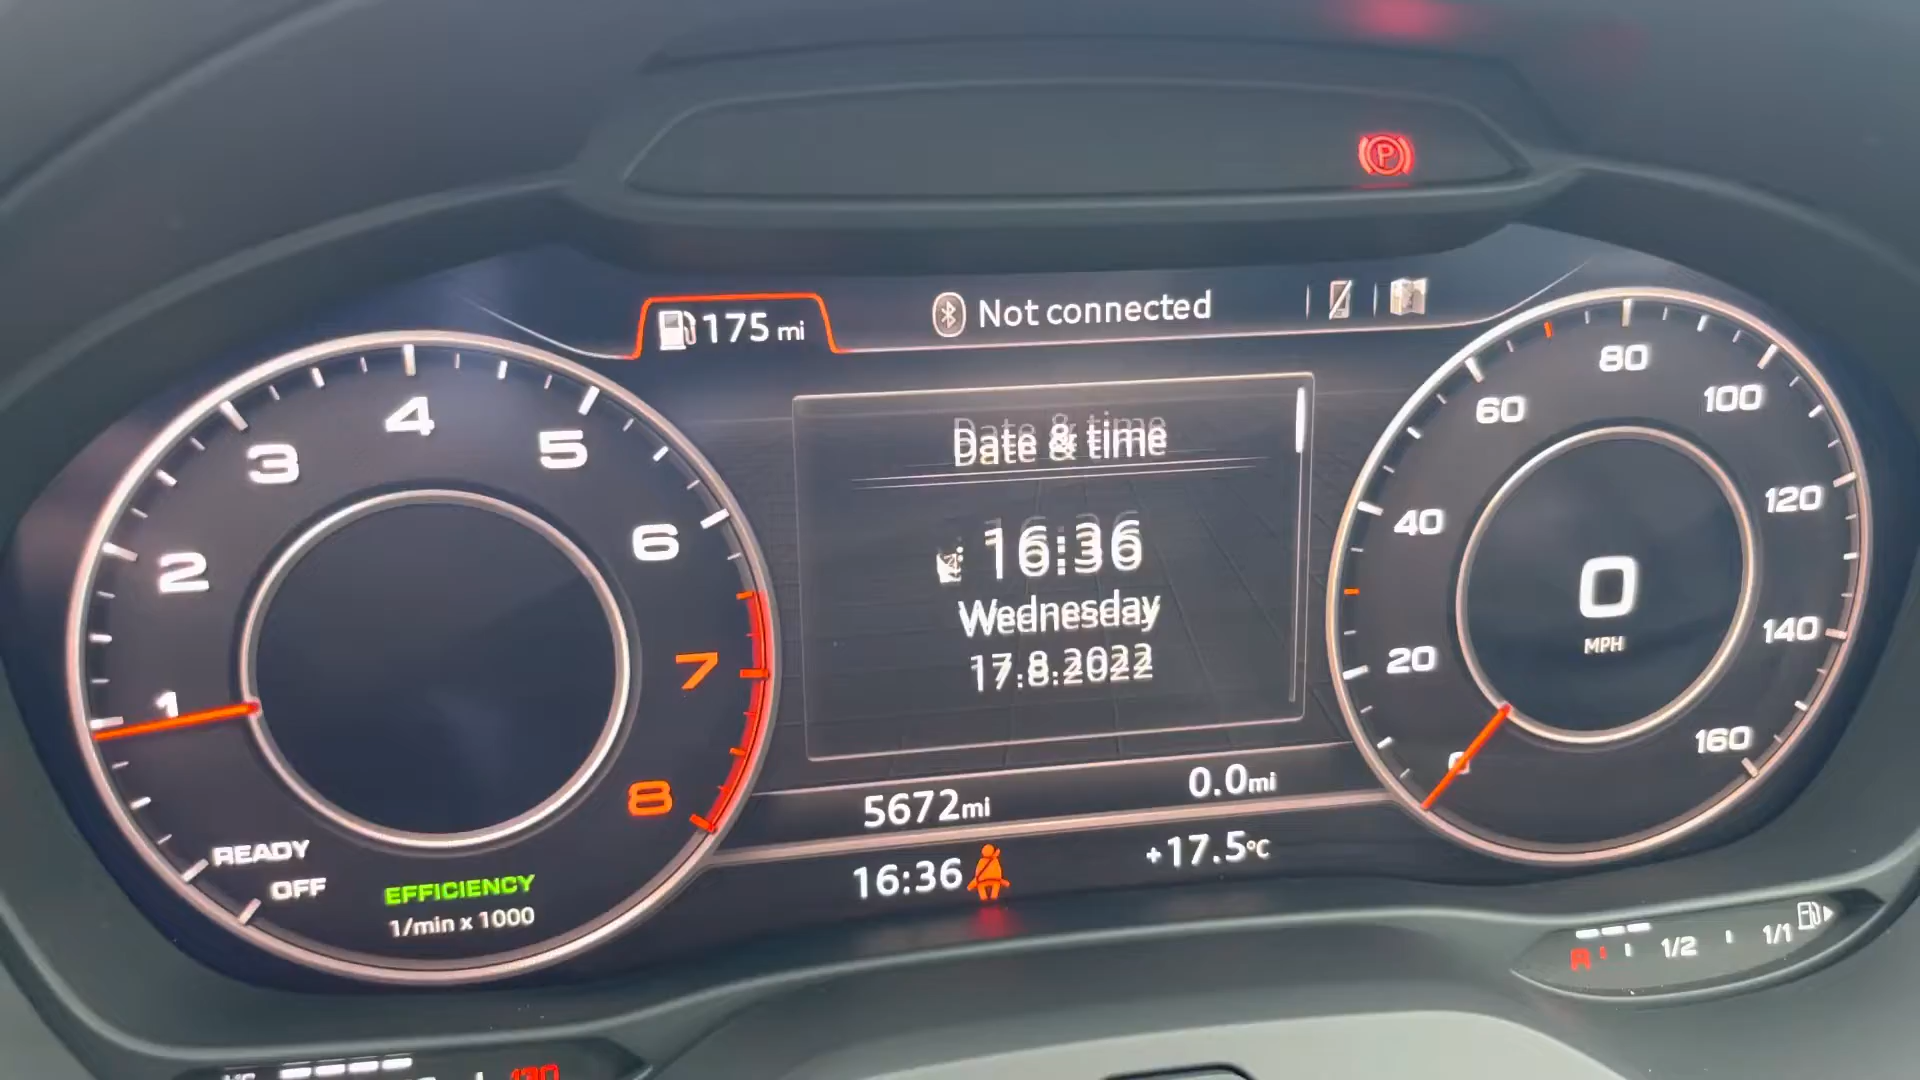 P
175 mi
Not connected
Date & time
16:36
Wednesday
17.8.2022
5672mi
0.0mi
16:36
+17.5°C
1
2
3
4
5
6
7
8
READY
OFF
EFFICIENCY
1/min x 1000
0
20
40
60
80
100
120
140
160
0
MPH
R
1/2
1/1
130